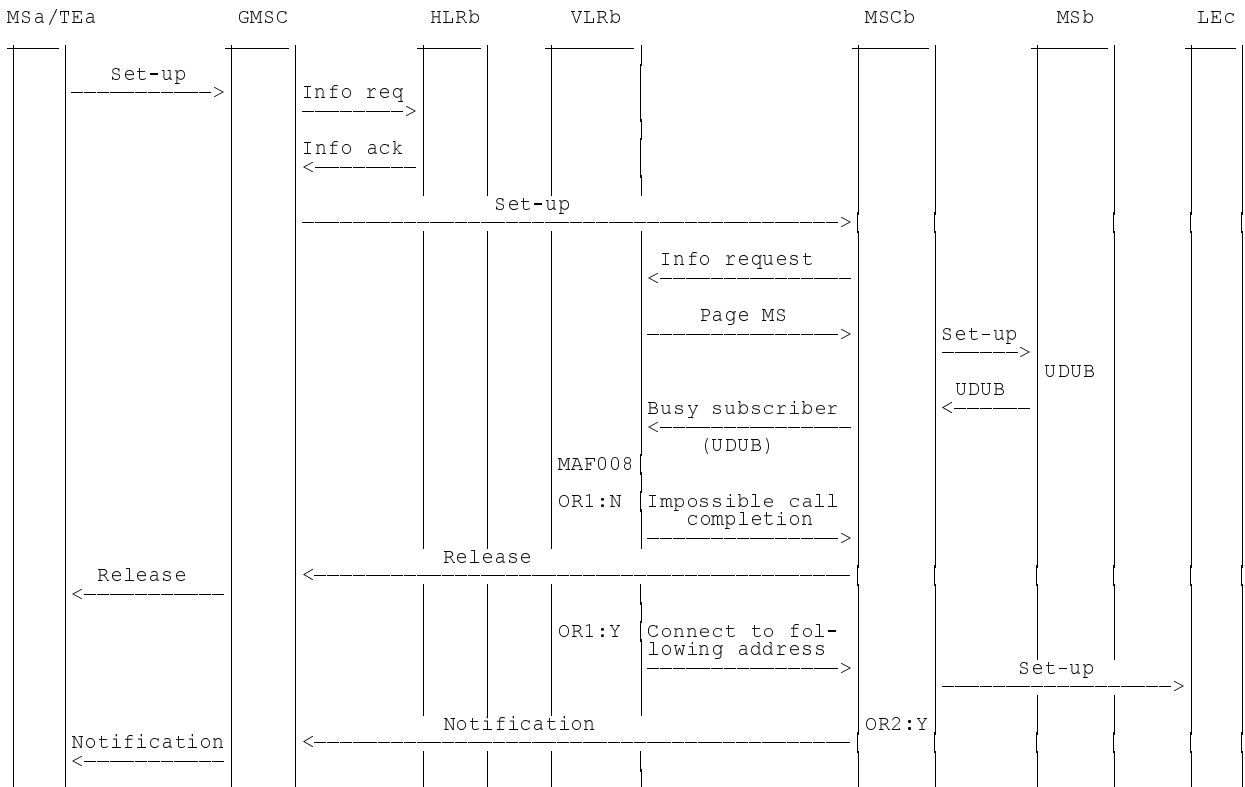 MSa/TEa GMSC HLRb VLRb MSCb MSb LEc
Set-up
Info req
Info ack
Set-up
Info request
Page MS
Set-up
UDUB
UDUB
Busy subscriber
(UDUB)
MAF008
OR1:N Impossible call
completion
Release
Release
OR1:Y Connect to fol-
lowing address
Set-up
Notification OR2:Y
Notification